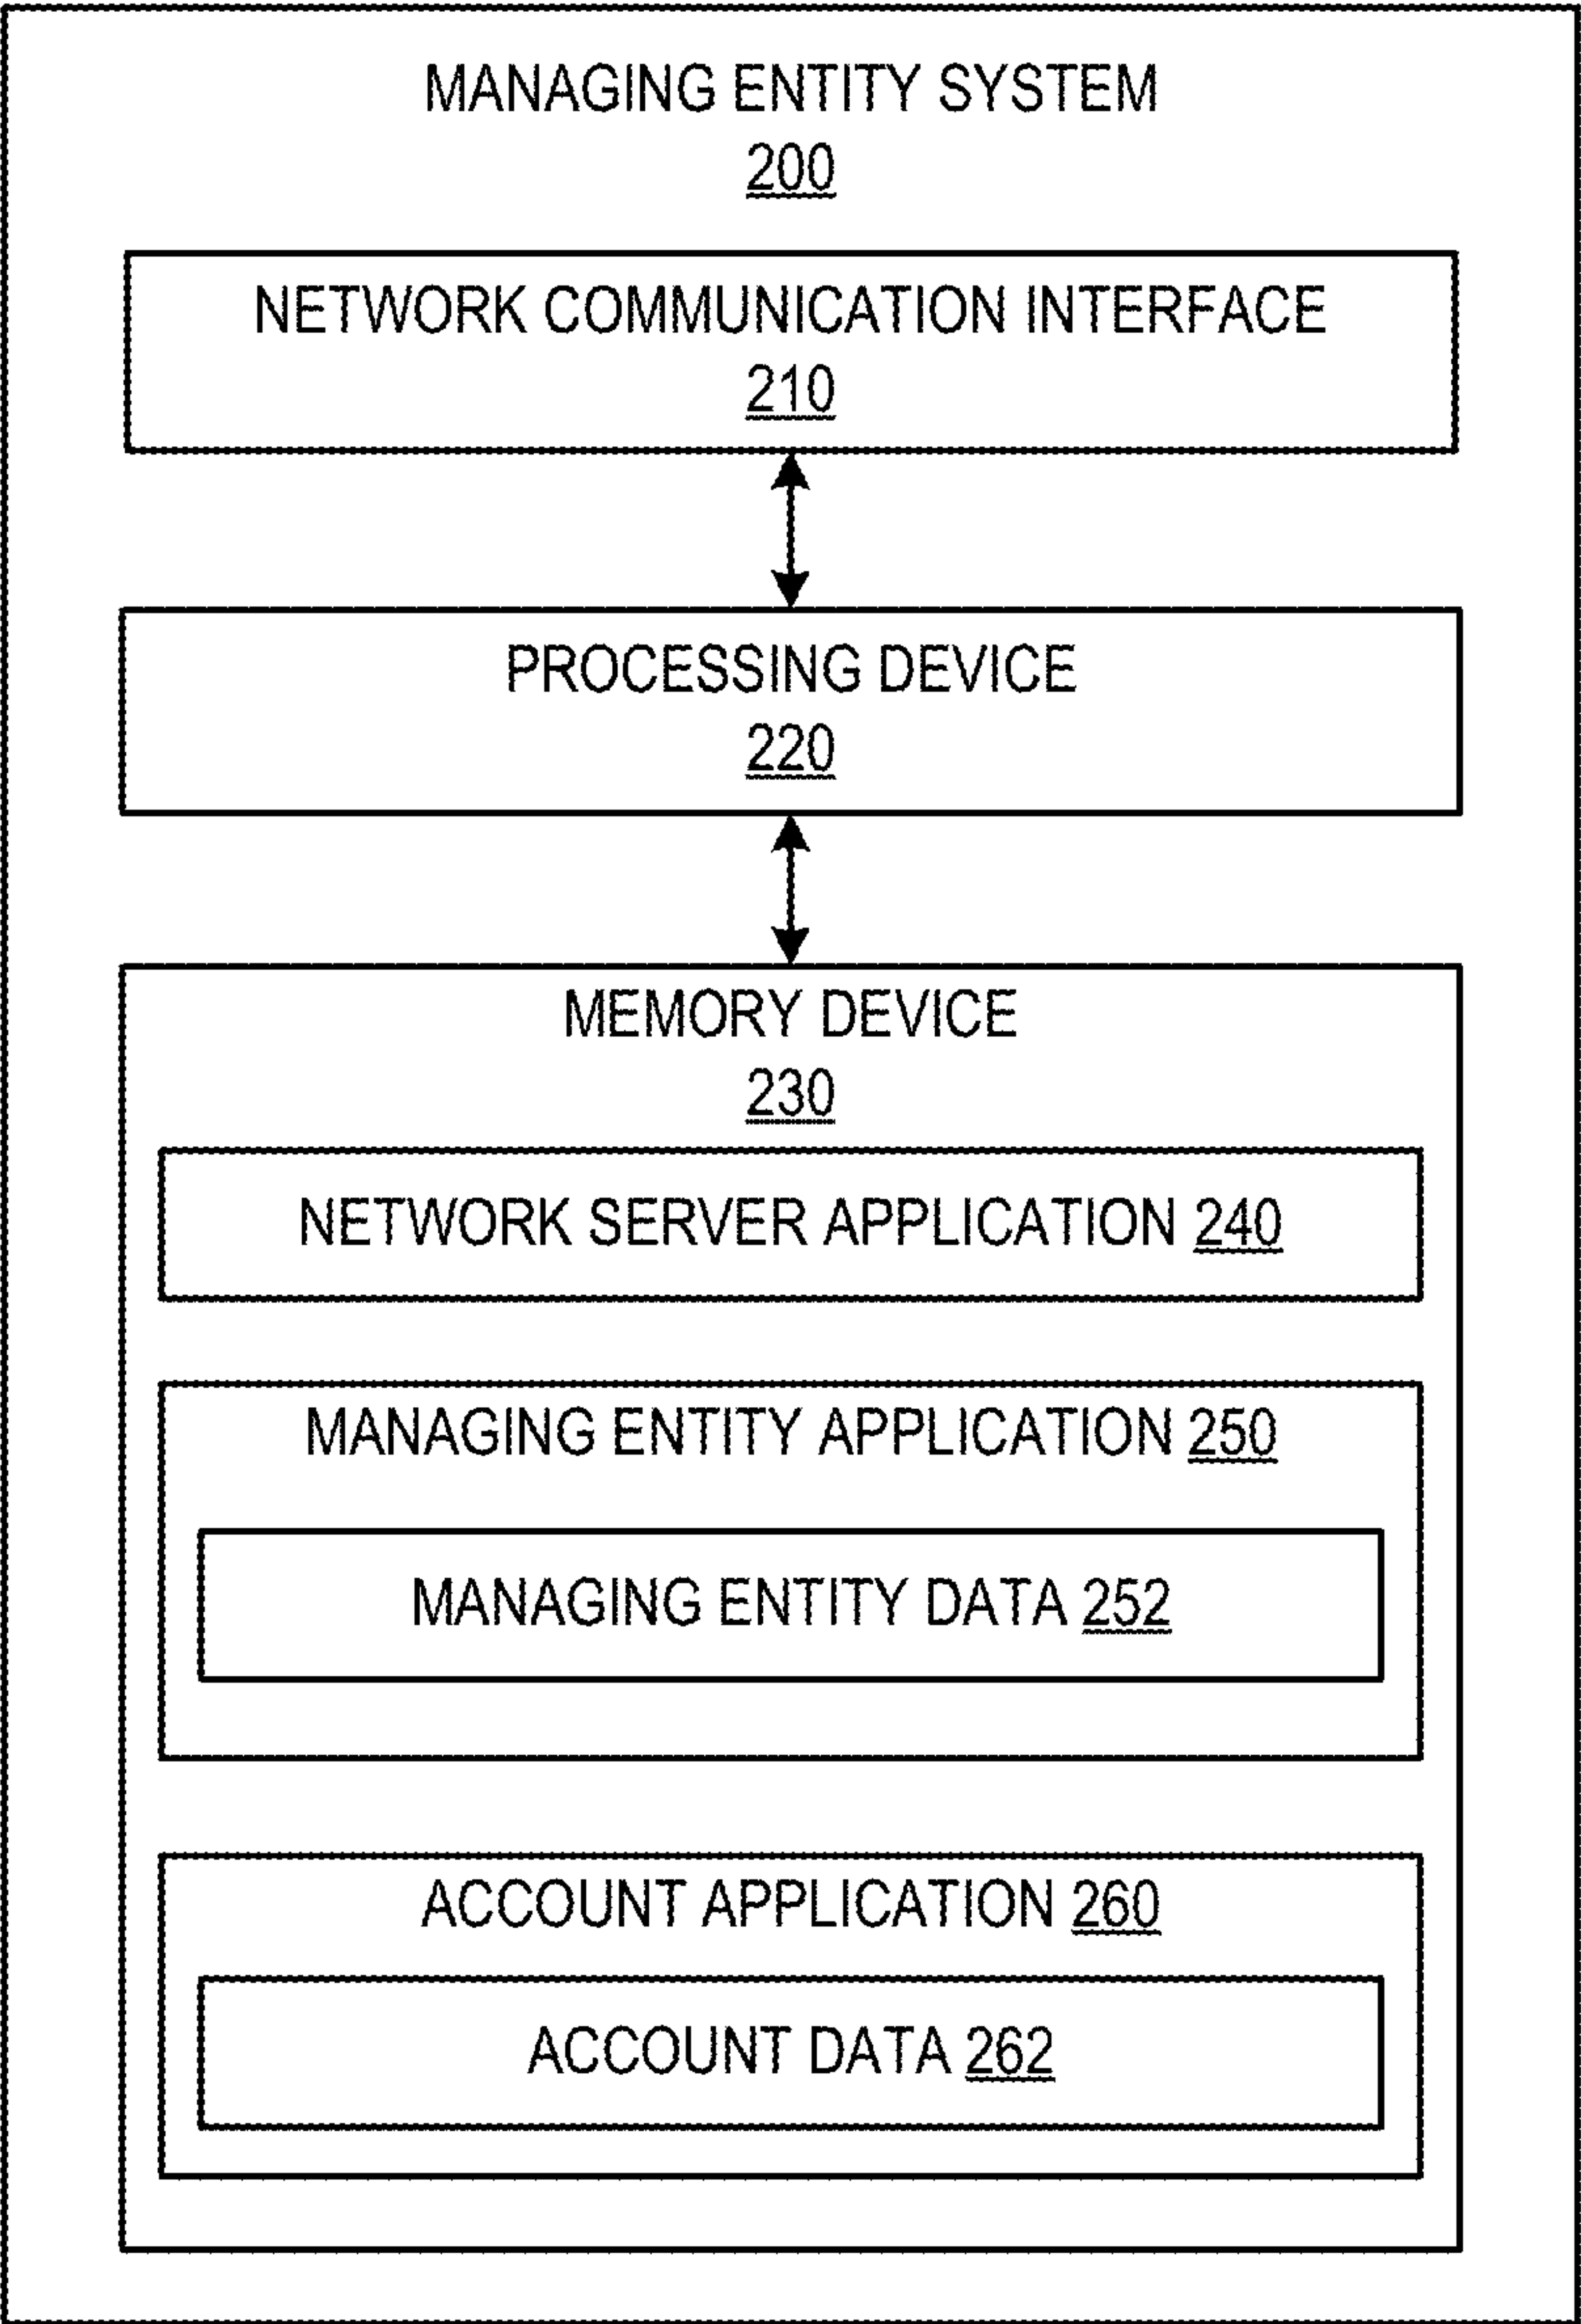 MANAGING ENTITY SYSTEM
200
NETWORK COMMUNICATION INTERFACE
210
PROCESSING DEVICE
220
MEMORY DEVICE
230
NETWORK SERVER APPLICATION 240
MANAGING ENTITY APPLICATION 250
MANAGING ENTITY DATA 252
ACCOUNT APPLICATION 260
ACCOUNT DATA 262